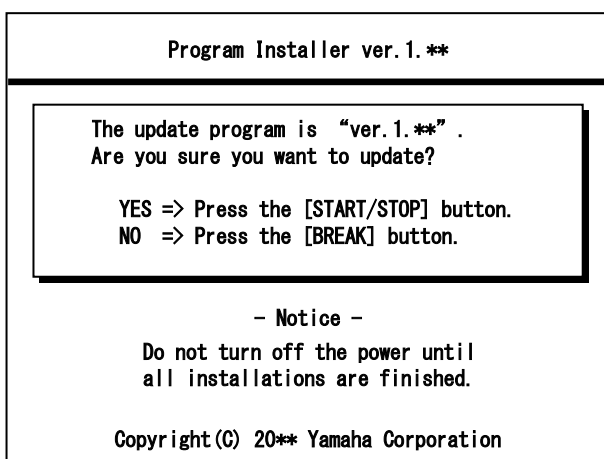 Program Installer ver.1.**
The update program is “ver.1.**”.
Are you sure you want to update?
YES => Press the [START/STOP] button.
NO => Press the [BREAK] button.
- Notice -
Do not turn off the power until
all installations are finished.
Copyright(C) 20** Yamaha Corporation